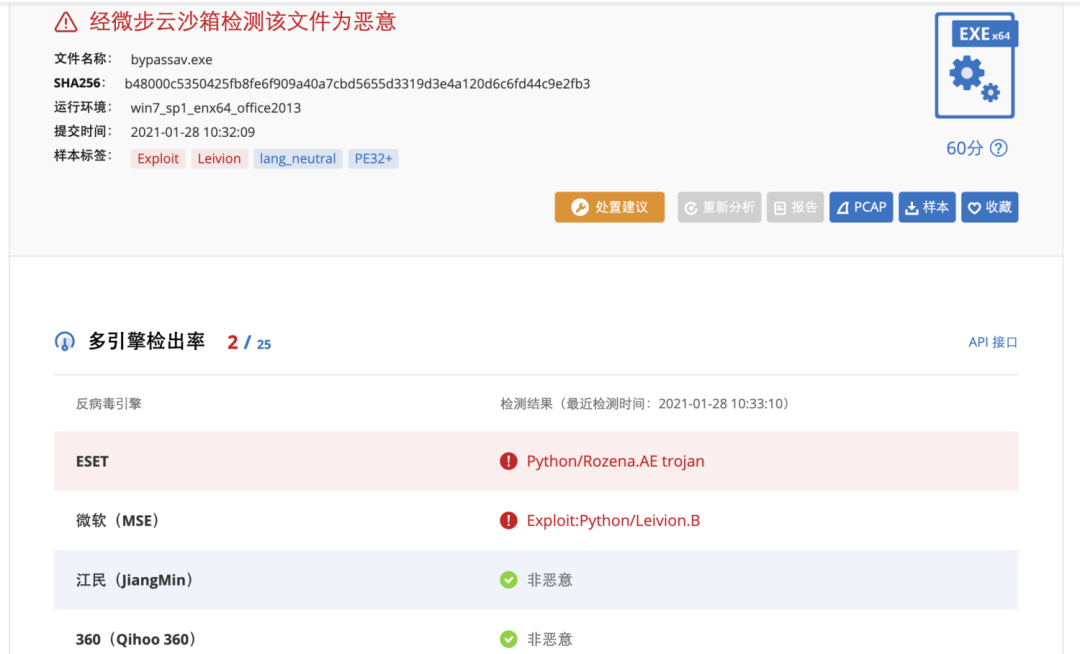 经微步云沙箱检测该文件为恶意
文件名称： bypassav.exe
SHA256： b48000c5350425fb8fe6f909a40a7cbd5655d3319d3e4a120d6c6fd44c9e2fb3
运行环境： win7_sp1_enx64_office2013
提交时间： 2021-01-28 10:32:09
样本标签： Exploit Leivion lang_neutral PE32+
EXE x64
60分 ?
处置建议 重新分析 报告 PCAP 样本 收藏
多引擎检出率 2 / 25
API 接口
反病毒引擎 检测结果（最近检测时间：2021-01-28 10:33:10）
ESET Python/Rozena.AE trojan
微软（MSE） Exploit:Python/Leivion.B
江民（JiangMin） 非恶意
360（Qihoo 360） 非恶意